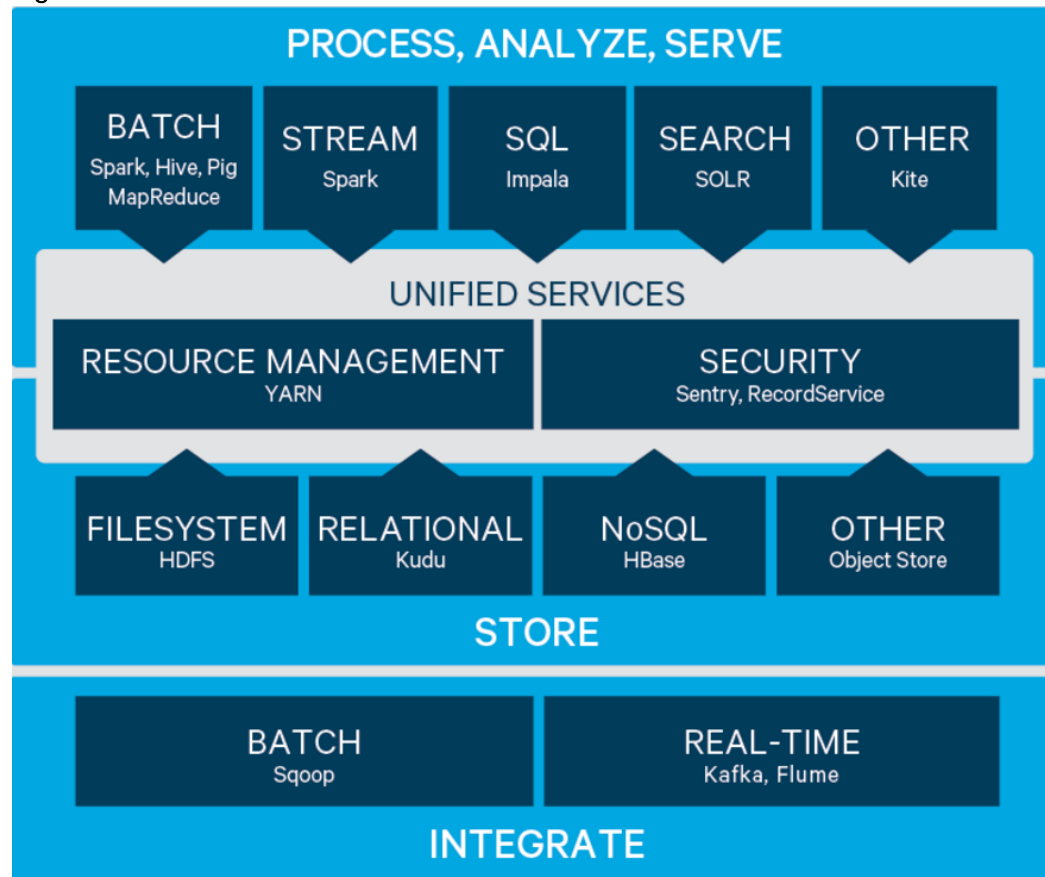 PROCESS, ANALYZE, SERVE
BATCH
Spark, Hive, Pig
MapReduce
STREAM
Spark
SQL
Impala
SEARCH
SOLR
OTHER
Kite
UNIFIED SERVICES
RESOURCE MANAGEMENT
YARN
SECURITY
Sentry, RecordService
FILESYSTEM
HDFS
RELATIONAL
Kudu
NoSQL
HBase
OTHER
Object Store
STORE
BATCH
Sqoop
REAL-TIME
Kafka, Flume
INTEGRATE